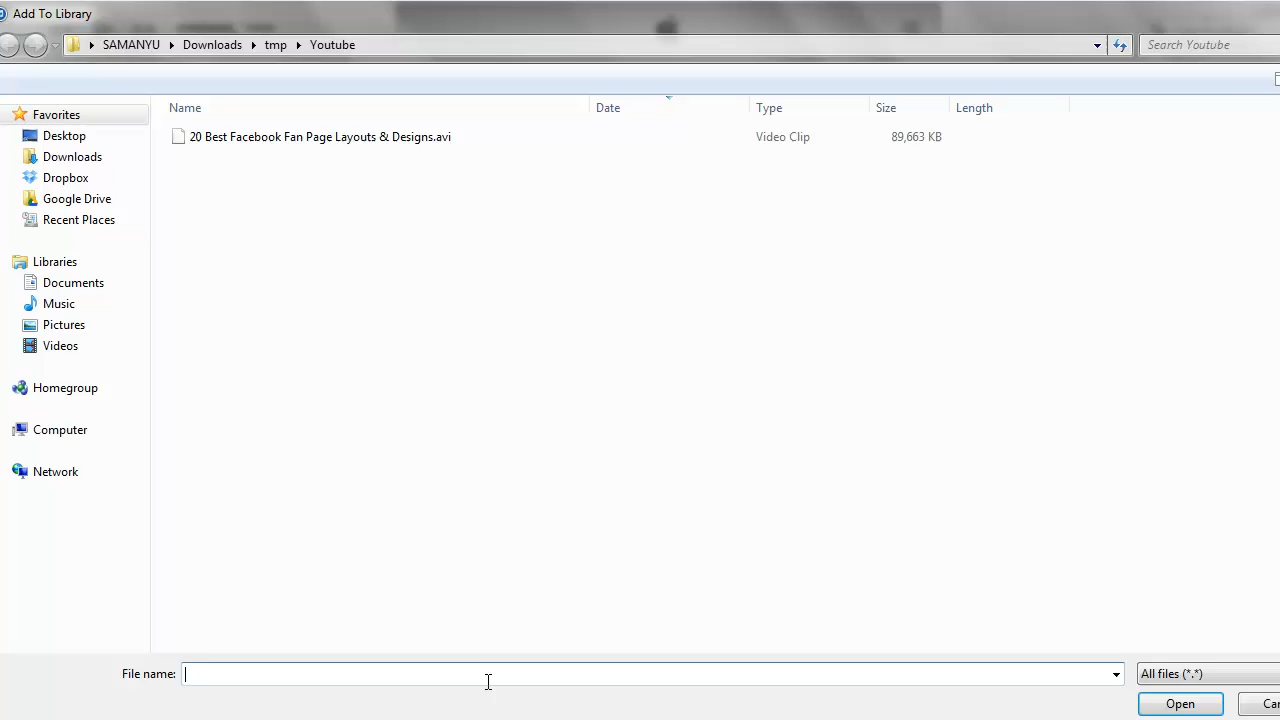 Add To Library
SAMANYU Downloads tmp Youtube
Search Youtube
Name Date Type Size Length
20 Best Facebook Fan Page Layouts & Designs.avi Video Clip 89,663 KB
Favorites
Desktop
Downloads
Dropbox
Google Drive
Recent Places
Libraries
Documents
Music
Pictures
Videos
Homegroup
Computer
Network
File name:
All files (*.*)
Open